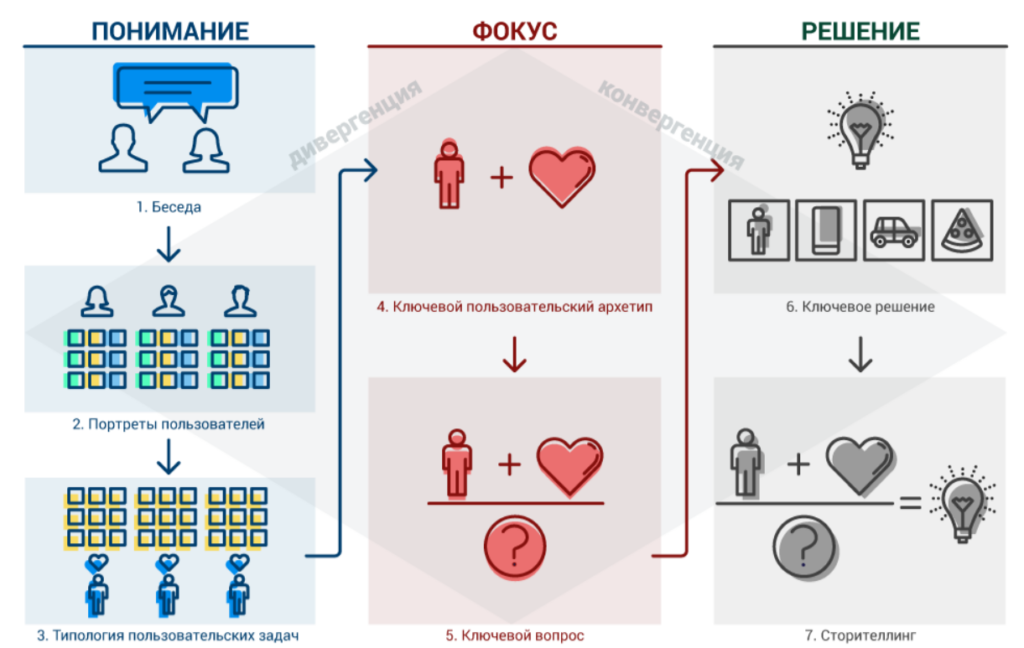 ПОНИМАНИЕ
ФОКУС
РЕШЕНИЕ
дивергенция
конвергенция
1. Беседа
2. Портреты пользователей
3. Типология пользовательских задач
4. Ключевой пользовательский архетип
?
5. Ключевой вопрос
6. Ключевое решение
?
7. Сторителлинг